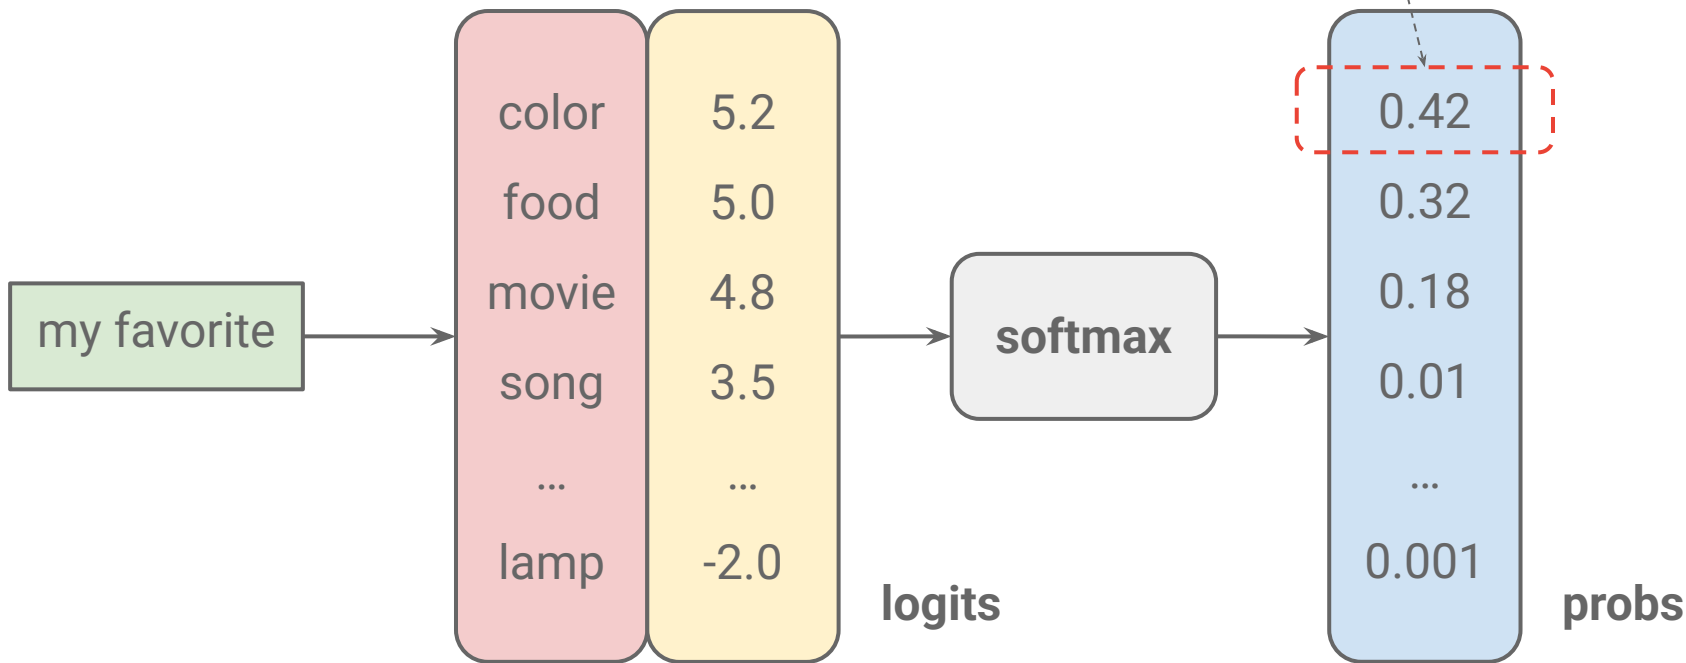 my favorite
color 5.2
food 5.0
movie 4.8
song 3.5
... ...
lamp -2.0
logits
softmax
0.42
0.32
0.18
0.01
...
0.001
probs